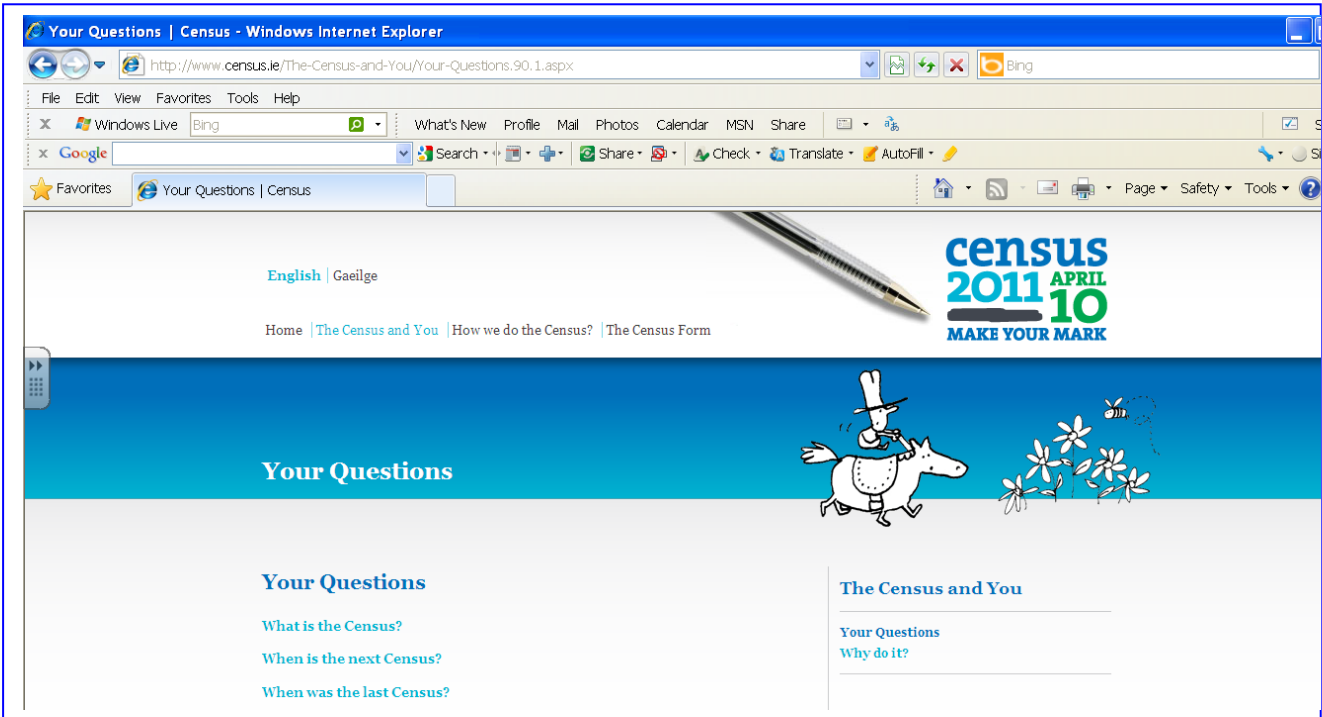 Your Questions | Census - Windows Internet Explorer
http://www.census.ie/The-Census-and-You/Your-Questions.90.1.aspx Bing
File Edit View Favorites Tools Help
x Windows Live Bing What's New Profile Mail Photos Calendar MSN Share
x Google Search Share Check Translate AutoFill
Favorites Your Questions | Census Page Safety Tools
census
2011 APRIL
10
MAKE YOUR MARK
English | Gaeilge
Home | The Census and You | How we do the Census? | The Census Form
Your Questions
Your Questions
What is the Census?
When is the next Census?
When was the last Census?
The Census and You
Your Questions
Why do it?